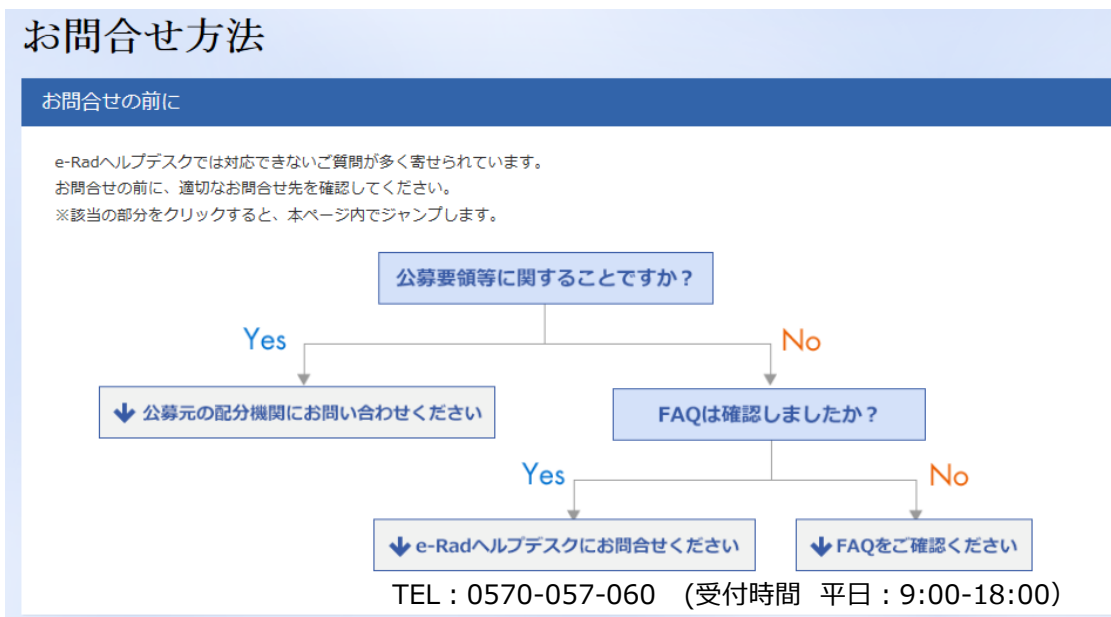 お問合せ方法
お問合せの前に
e-Radヘルプデスクでは対応できないご質問が多く寄せられています。
お問合せの前に、適切なお問合せ先を確認してください。
※該当の部分をクリックすると、本ページ内でジャンプします。
公募要領等に関することですか？
Yes
No
公募元の配分機関にお問い合わせください
FAQは確認しましたか？
Yes
No
e-Radヘルプデスクにお問合せください
FAQをご確認ください
TEL：0570-057-060 (受付時間 平日：9:00-18:00）